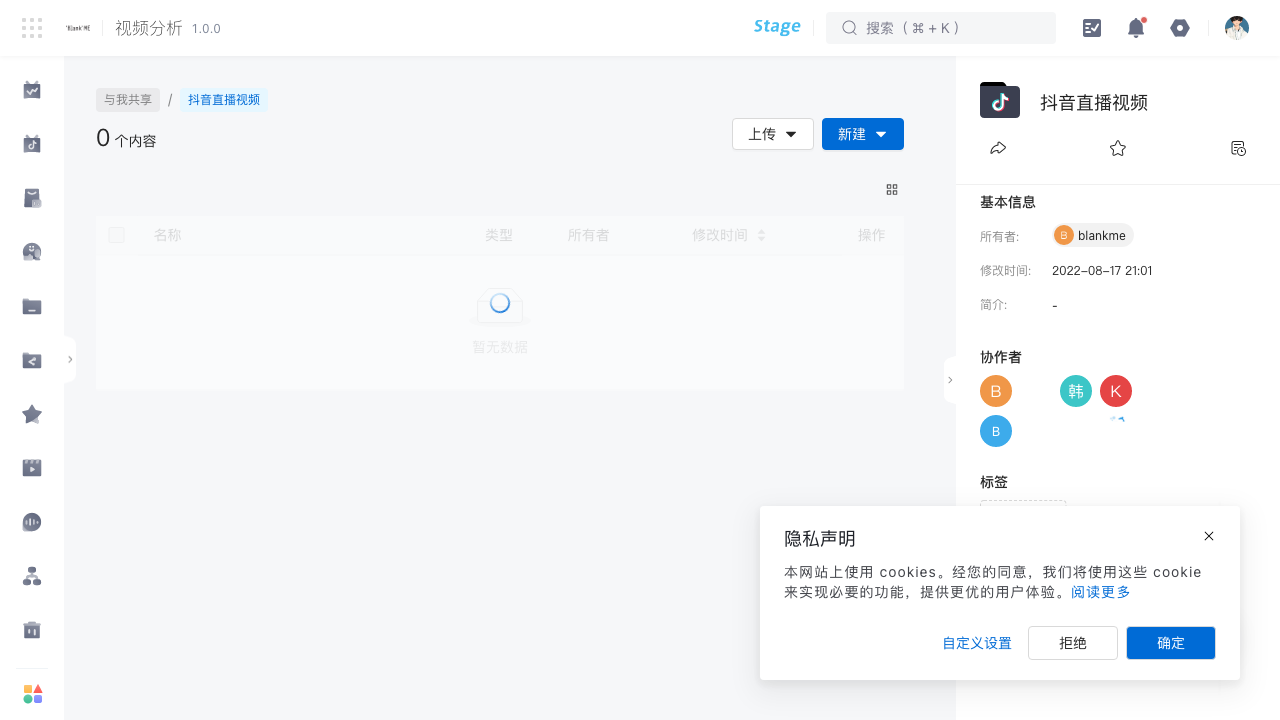 'Blank' ME
视频分析 1.0.0
Stage
搜索（⌘ + K）
与我共享 / 抖音直播视频
0 个内容
上传
新建
名称 类型 所有者 修改时间 操作
暂无数据
抖音直播视频
基本信息
所有者: B blankme
修改时间: 2022-08-17 21:01
简介: -
协作者
B 韩 K
B
标签
隐私声明
本网站上使用 cookies。经您的同意，我们将使用这些 cookie
来实现必要的功能，提供更优的用户体验。阅读更多
自定义设置 拒绝 确定